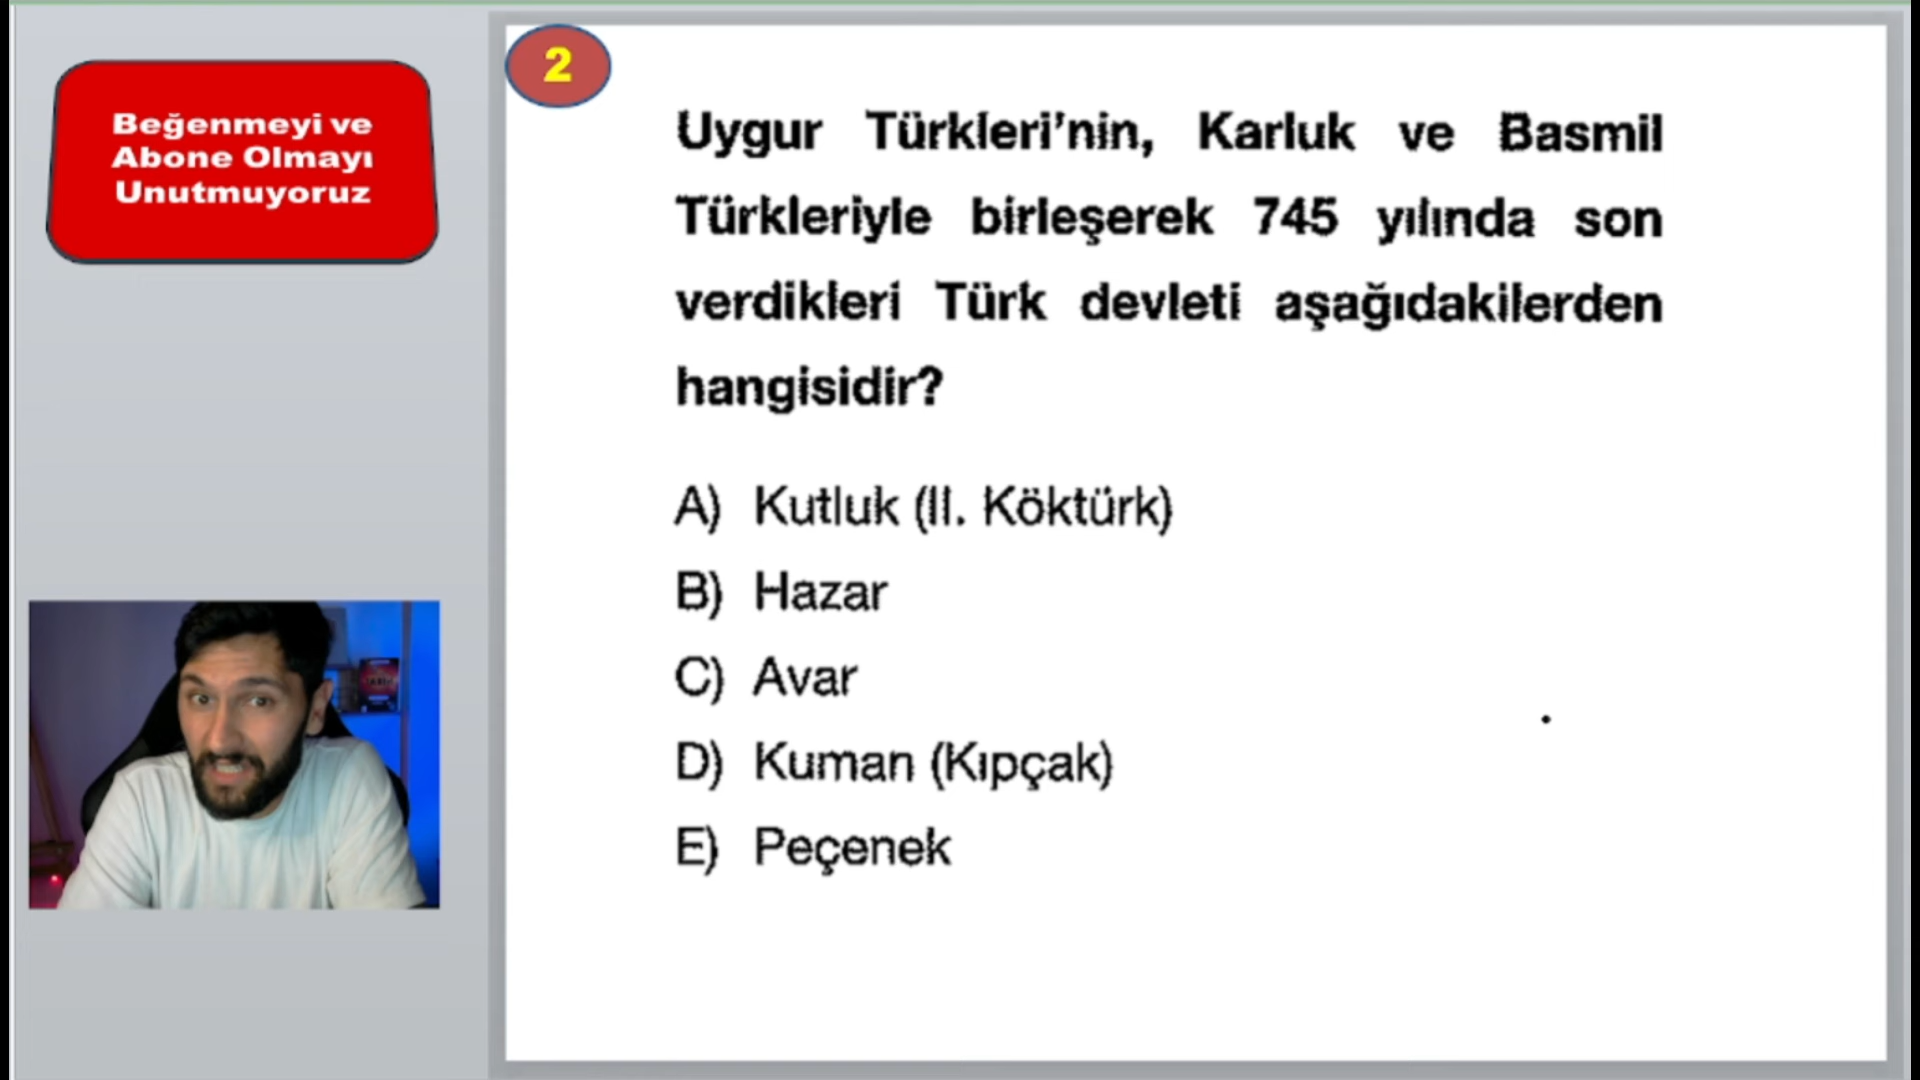 Beğenmeyi ve
Abone Olmayı
Unutmuyoruz
2
Uygur Türkleri'nin, Karluk ve Basmil
Türkleriyle birleşerek 745 yılında son
verdikleri Türk devleti aşağıdakilerden
hangisidir?
A) Kutluk (II. Köktürk)
B) Hazar
C) Avar
D) Kuman (Kıpçak)
E) Peçenek